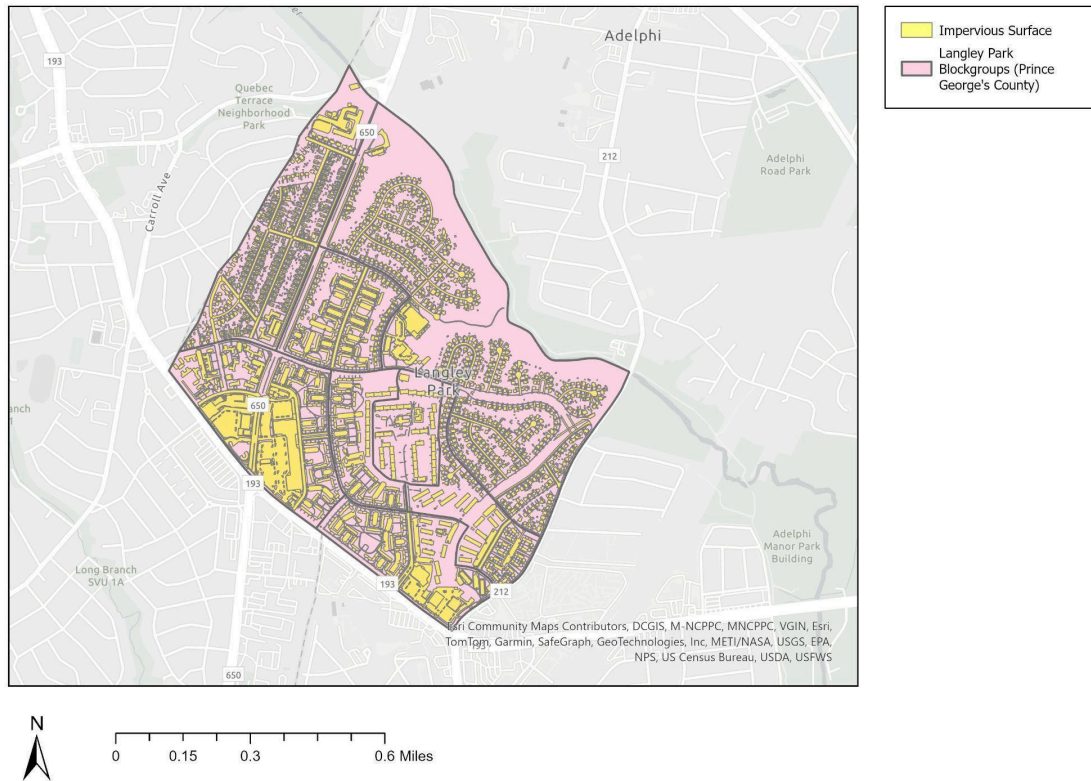 Adelphi
193
Quebec
Terrace
Neighborhood
Park
650
212
Adelphi
Road Park
Carroll Ave
Langley
Park
650
193
Long Branch
SVU 1A
Adelphi
Manor Park
Building
193
212
193
650
Esri Community Maps Contributors, DCGIS, M-NCPPC, MNCPPC, VGIN, Esri,
TomTom, Garmin, SafeGraph, GeoTechnologies, Inc, METI/NASA, USGS, EPA,
NPS, US Census Bureau, USDA, USFWS
Impervious Surface
Langley Park
Blockgroups (Prince
George's County)
N
0 0.15 0.3 0.6 Miles